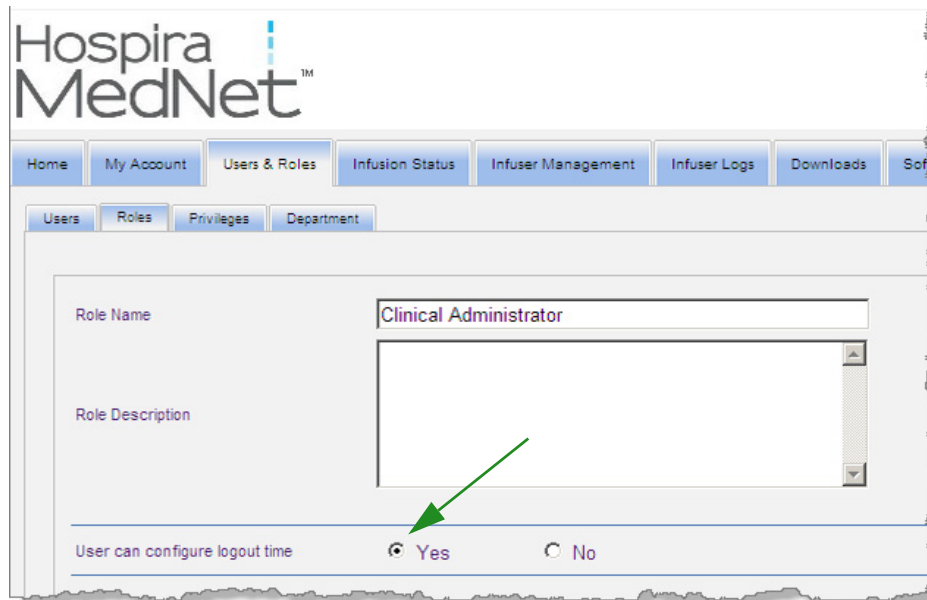 Hospira
MedNet™
Home My Account Users & Roles Infusion Status Infuser Management Infuser Logs Downloads
Users Roles Privileges Department
Role Name Clinical Administrator
Role Description
User can configure logout time Yes No